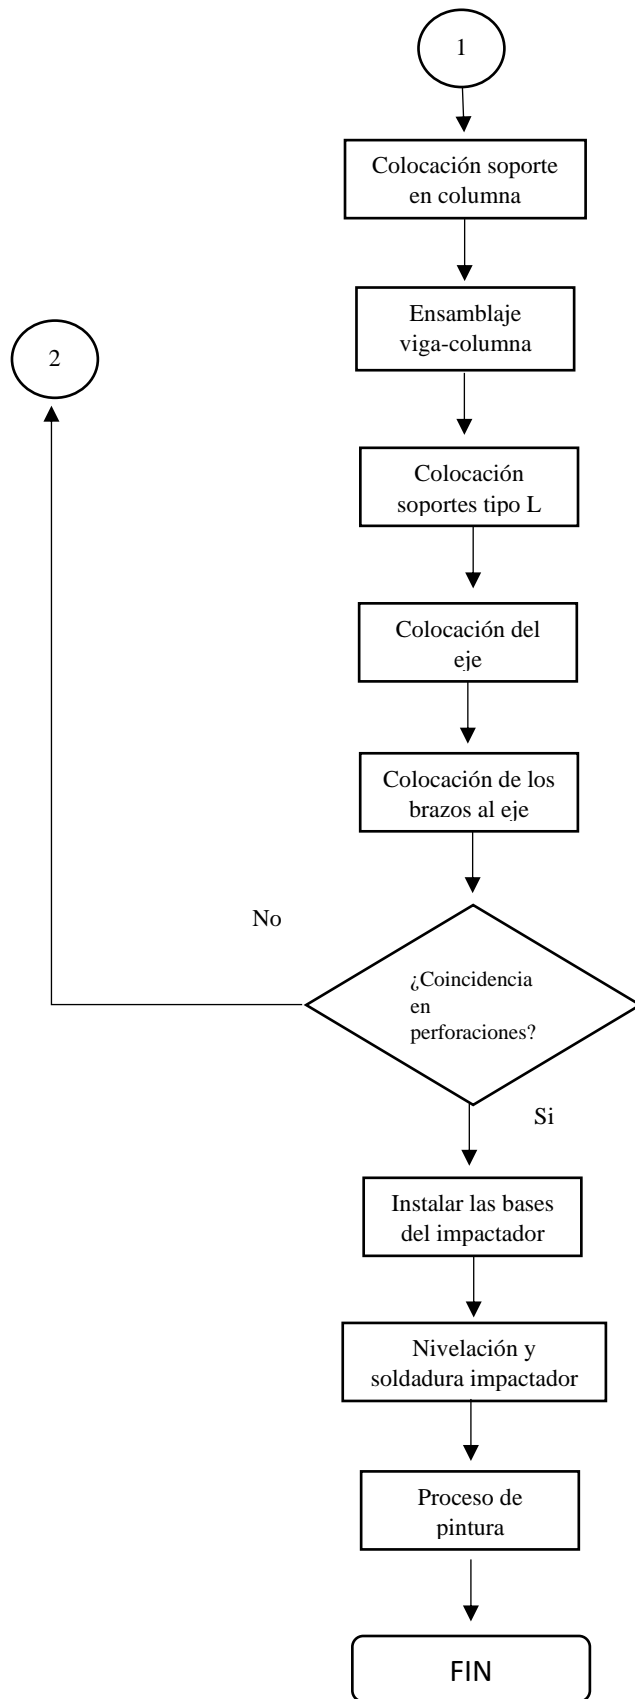 1
Colocación soporte
en columna
Ensamblaje
viga-columna
2
Colocación
soportes tipo L
Colocación del
eje
Colocación de los
brazos al eje
No
¿Coincidencia
en
perforaciones?
Si
Instalar las bases
del impactador
Nivelación y
soldadura impactador
Proceso de
pintura
FIN